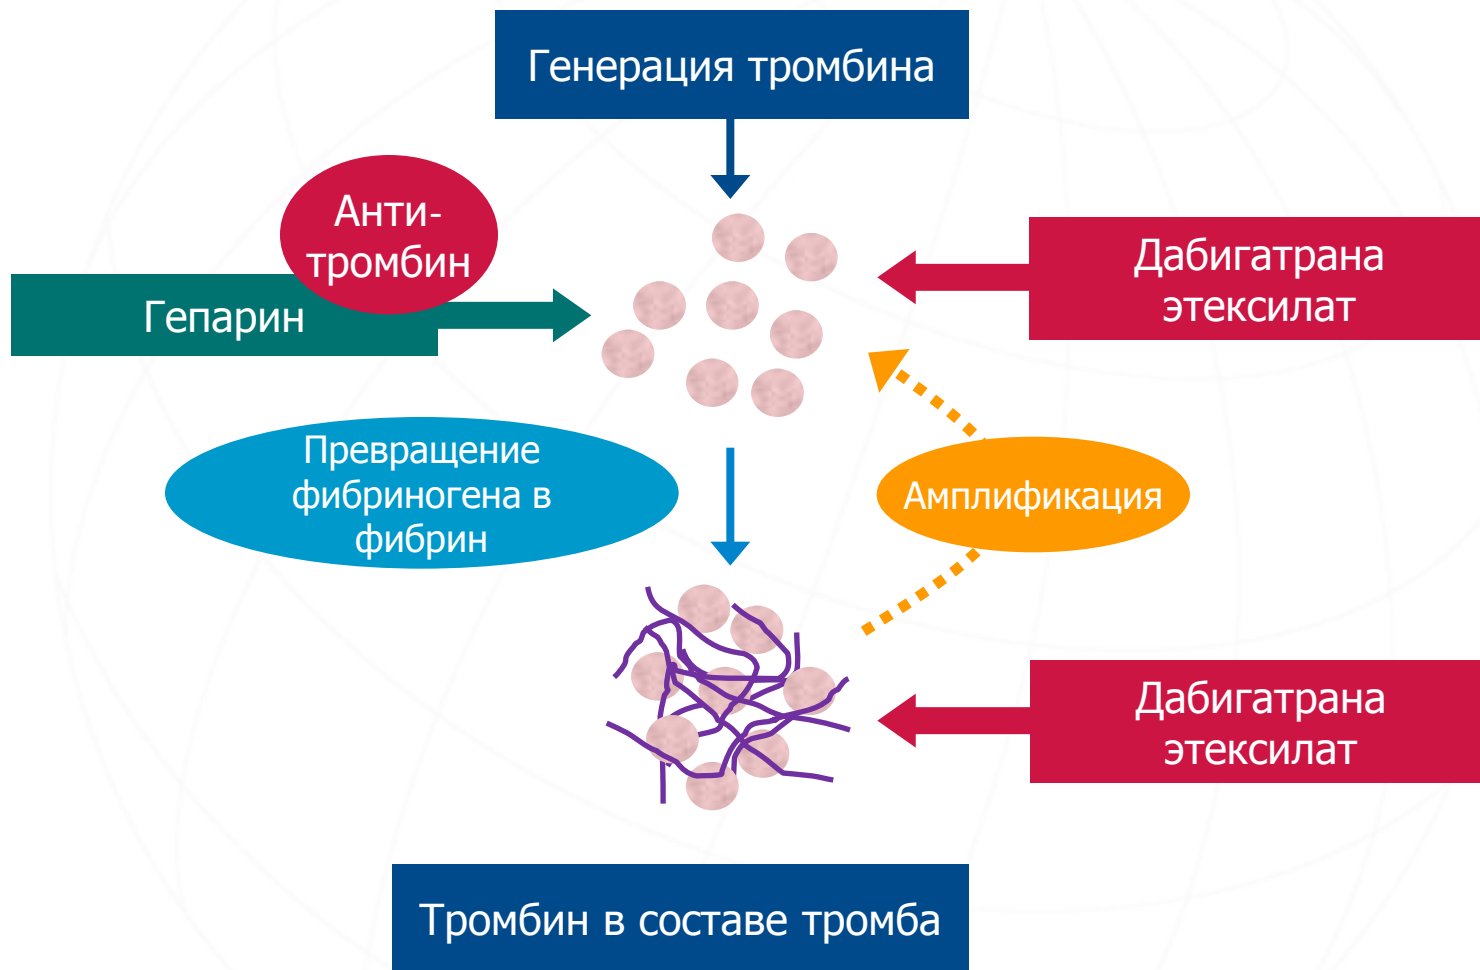 Генерация тромбина
Анти-
тромбин
Гепарин
Дабигатрана
этексилат
Превращение
фибриногена в
фибрин
Амплификация
Дабигатрана
этексилат
Тромбин в составе тромба